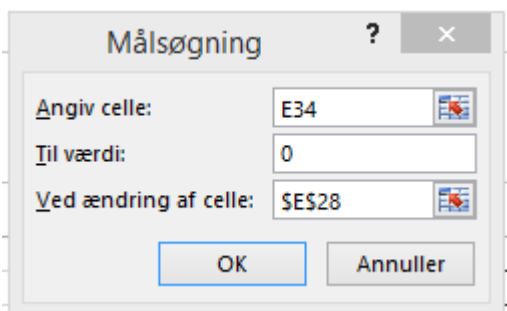 Målsøgning ? ×
Angiv celle: E34
Til værdi: 0
Ved ændring af celle: $E$28
OK Annuller